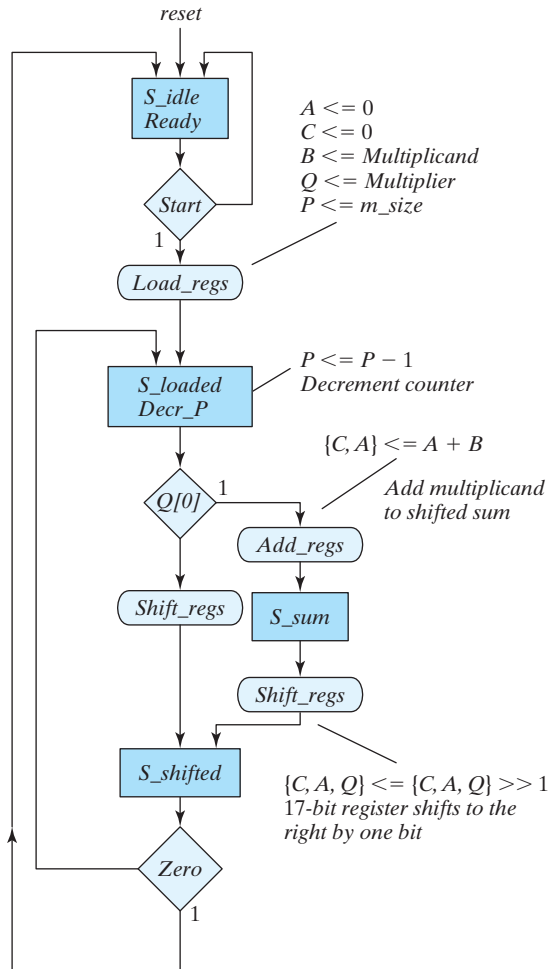 reset
S_idle
Ready
A <= 0
C <= 0
B <= Multiplicand
Q <= Multiplier
P <= m_size
Start
1
Load_regs
S_loaded
Decr_P
P <= P − 1
Decrement counter
{C, A} <= A + B
Q[0]
1
Add multiplicand
to shifted sum
Add_regs
Shift_regs
S_sum
Shift_regs
S_shifted
{C, A, Q} <= {C, A, Q} >> 1
17-bit register shifts to the
right by one bit
Zero
1